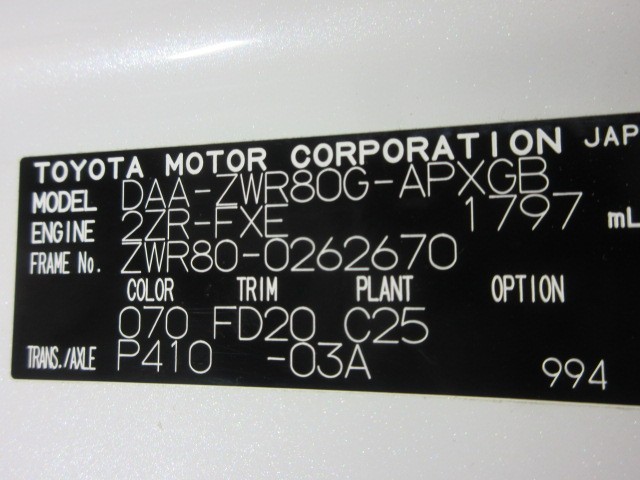 TOYOTA MOTOR CORPORATION JAP
MODEL DAA-ZWR80G-APXGB
ENGINE 2ZR-FXE 1797 mL
FRAME No. ZWR80-0262670
COLOR TRIM PLANT OPTION
070 FD20 C25
TRANS./AXLE P410 -03A 994